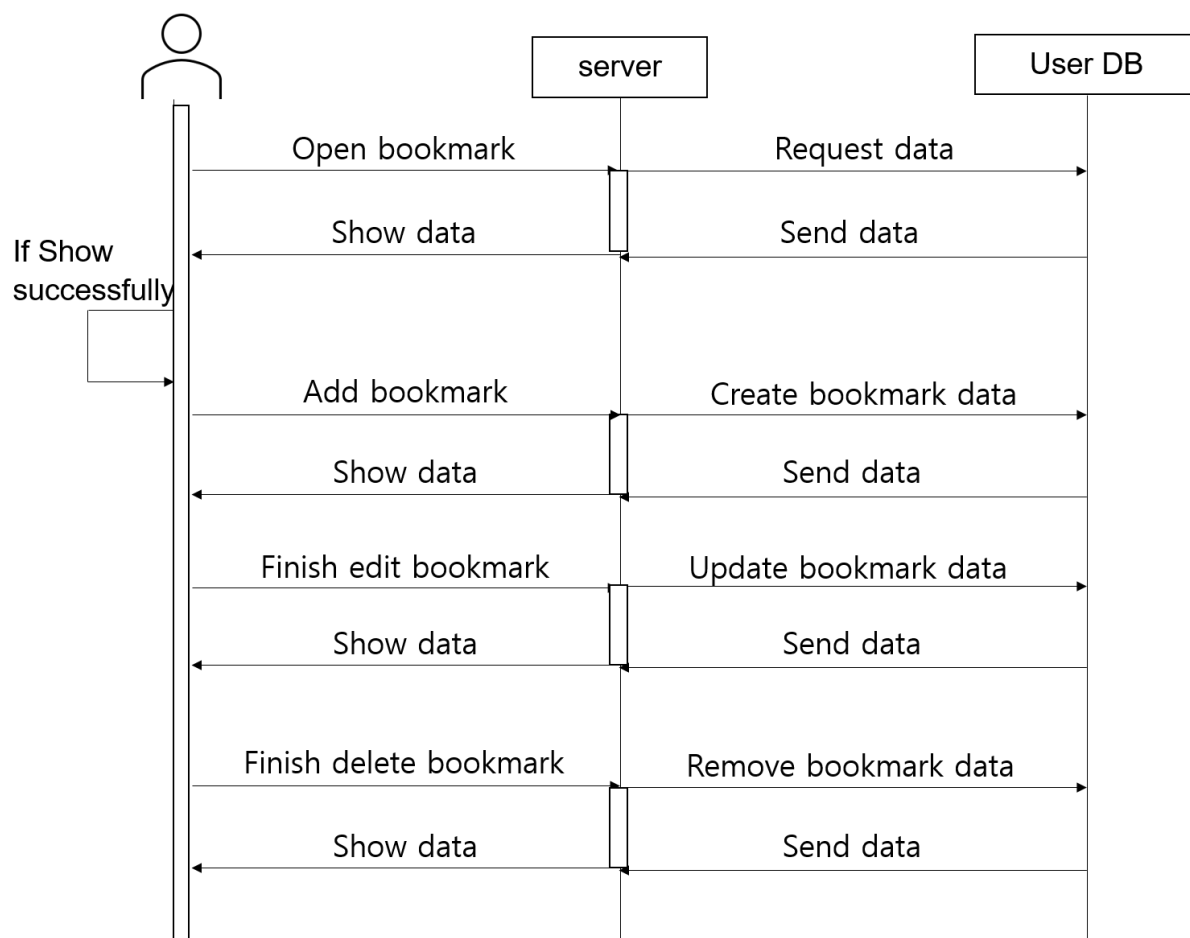 server
User DB
Open bookmark
Request data
Show data
Send data
If Show
successfully
Add bookmark
Create bookmark data
Show data
Send data
Finish edit bookmark
Update bookmark data
Show data
Send data
Finish delete bookmark
Remove bookmark data
Show data
Send data